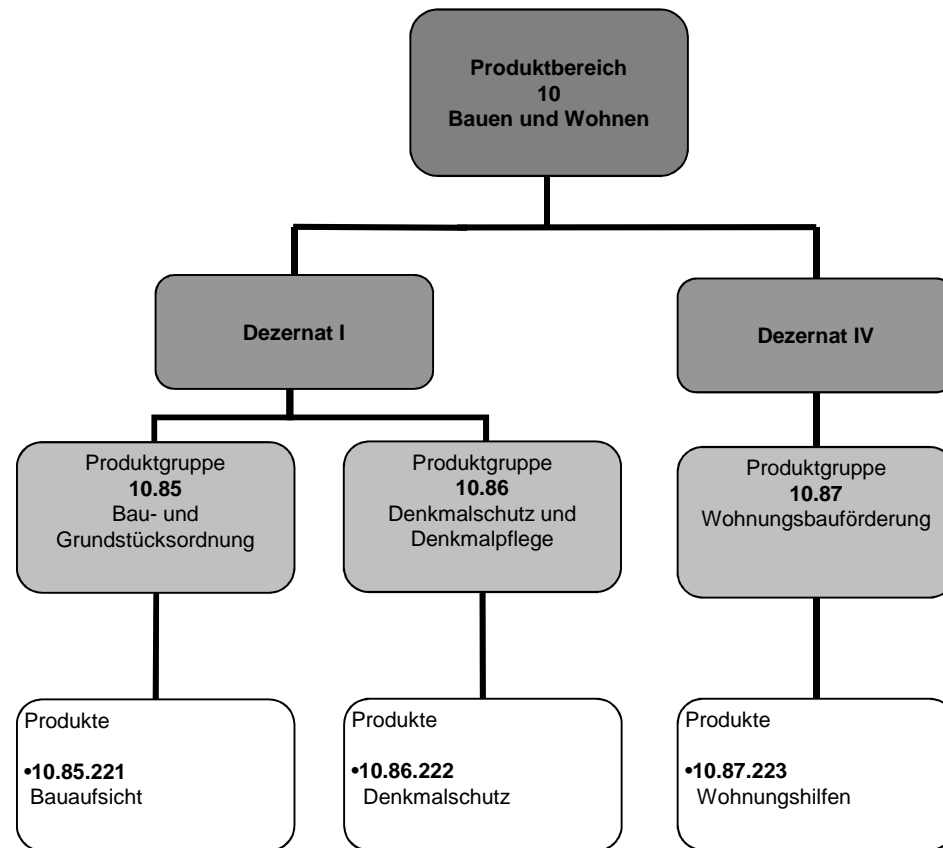 Produktbereich
10
Bauen und Wohnen
Dezernat I
Dezernat IV
Produktgruppe
10.85
Bau- und
Grundstücksordnung
Produktgruppe
10.86
Denkmalschutz und
Denkmalpflege
Produktgruppe
10.87
Wohnungsbauförderung
Produkte
•10.85.221
Bauaufsicht
Produkte
•10.86.222
Denkmalschutz
Produkte
•10.87.223
Wohnungshilfen